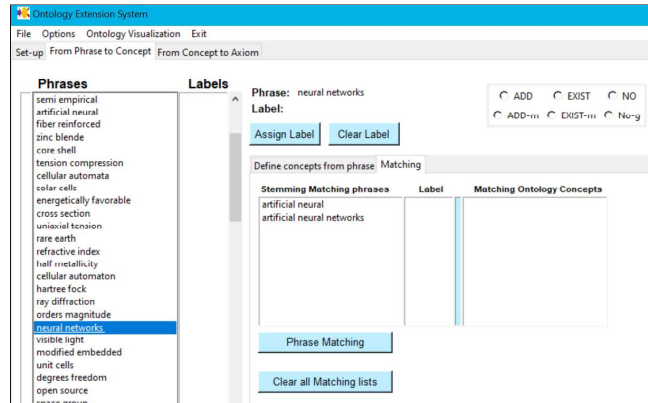 Ontology Extension System
File Options Ontology Visualization Exit
Set-up From Phrase to Concept From Concept to Axiom
Phrases Labels
semi empirical
artificial neural
fiber reinforced
zinc blende
core shell
tension compression
cellular automata
solar cells
energetically favorable
cross section
uniaxial tension
rare earth
refractive index
half metallicity
cellular automaton
hartree fock
ray diffraction
orders magnitude
neural networks
visible light
modified embedded
unit cells
degrees freedom
open source
space group
Phrase: neural networks
Label:
ADD EXIST NO
ADD-m EXIST-m No-g
Assign Label Clear Label
Define concepts from phrase Matching
Stemming Matching phrases Label Matching Ontology Concepts
artificial neural
artificial neural networks
Phrase Matching
Clear all Matching lists